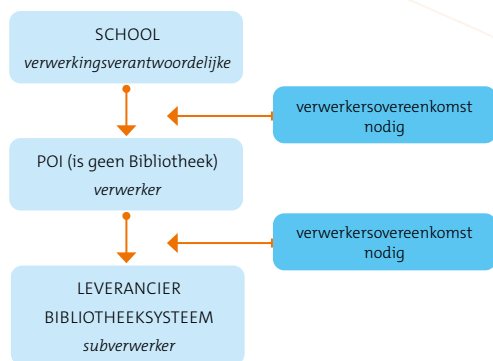 SCHOOL
verwerkingsverantwoordelijke
verwerkersovereenkomst
nodig
POI (is geen Bibliotheek)
verwerker
verwerkersovereenkomst
nodig
LEVERANCIER
BIBLIOTHEEKSYSTEEM
subverwerker